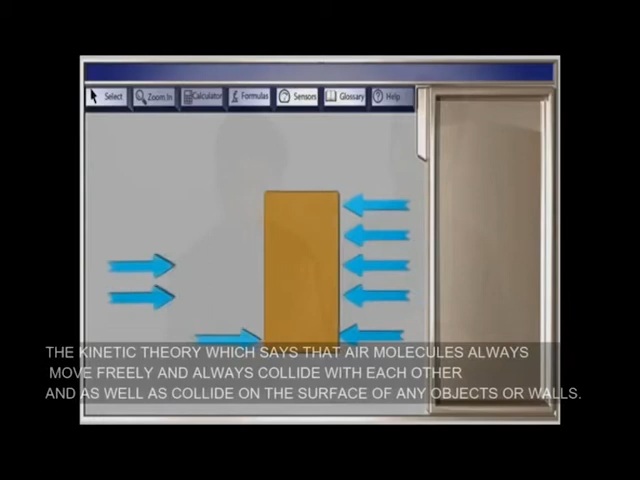 Select Zoom In Calculator Formulas Sensors Glossary Help
THE KINETIC THEORY WHICH SAYS THAT AIR MOLECULES ALWAYS
MOVE FREELY AND ALWAYS COLLIDE WITH EACH OTHER
AND AS WELL AS COLLIDE ON THE SURFACE OF ANY OBJECTS OR WALLS.